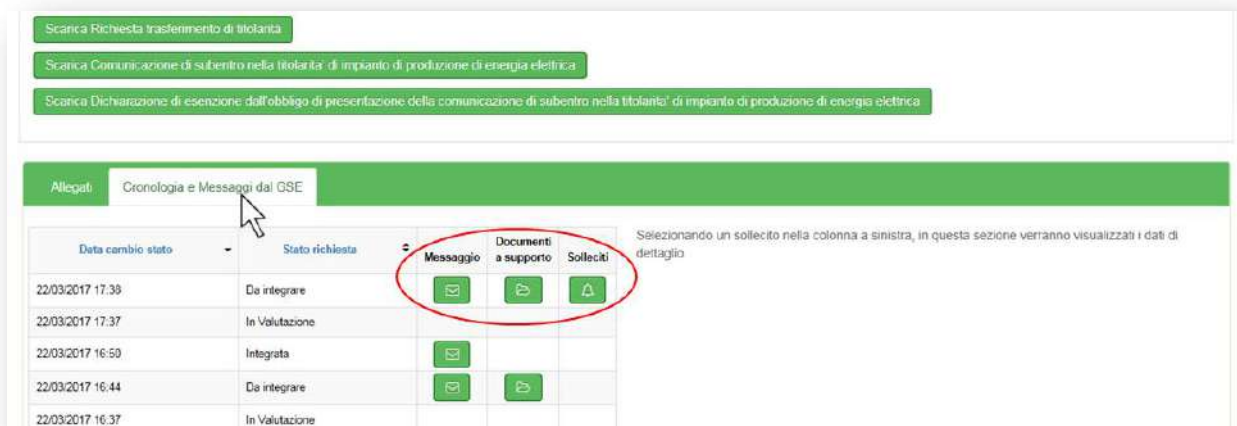 Scarica Richiesta trasferimento di titolarità
Scarica Comunicazione di subentro nella titolarita' di impianto di produzione di energia elettrica
Scarica Dichiarazione di esenzione dall'obbligo di presentazione della comunicazione di subentro nella titolarita' di impianto di produzione di energia elettrica
Allegati Cronologia e Messaggi dal GSE
Data cambio stato Stato richiesta Messaggio Documenti a supporto Solleciti
22/03/2017 17:38 Da integrare
22/03/2017 17:37 In Valutazione
22/03/2017 16:50 Integrata
22/03/2017 16:44 Da integrare
22/03/2017 16:37 In Valutazione
Selezionando un sollecito nella colonna a sinistra, in questa sezione verranno visualizzati i dati di
dettaglio